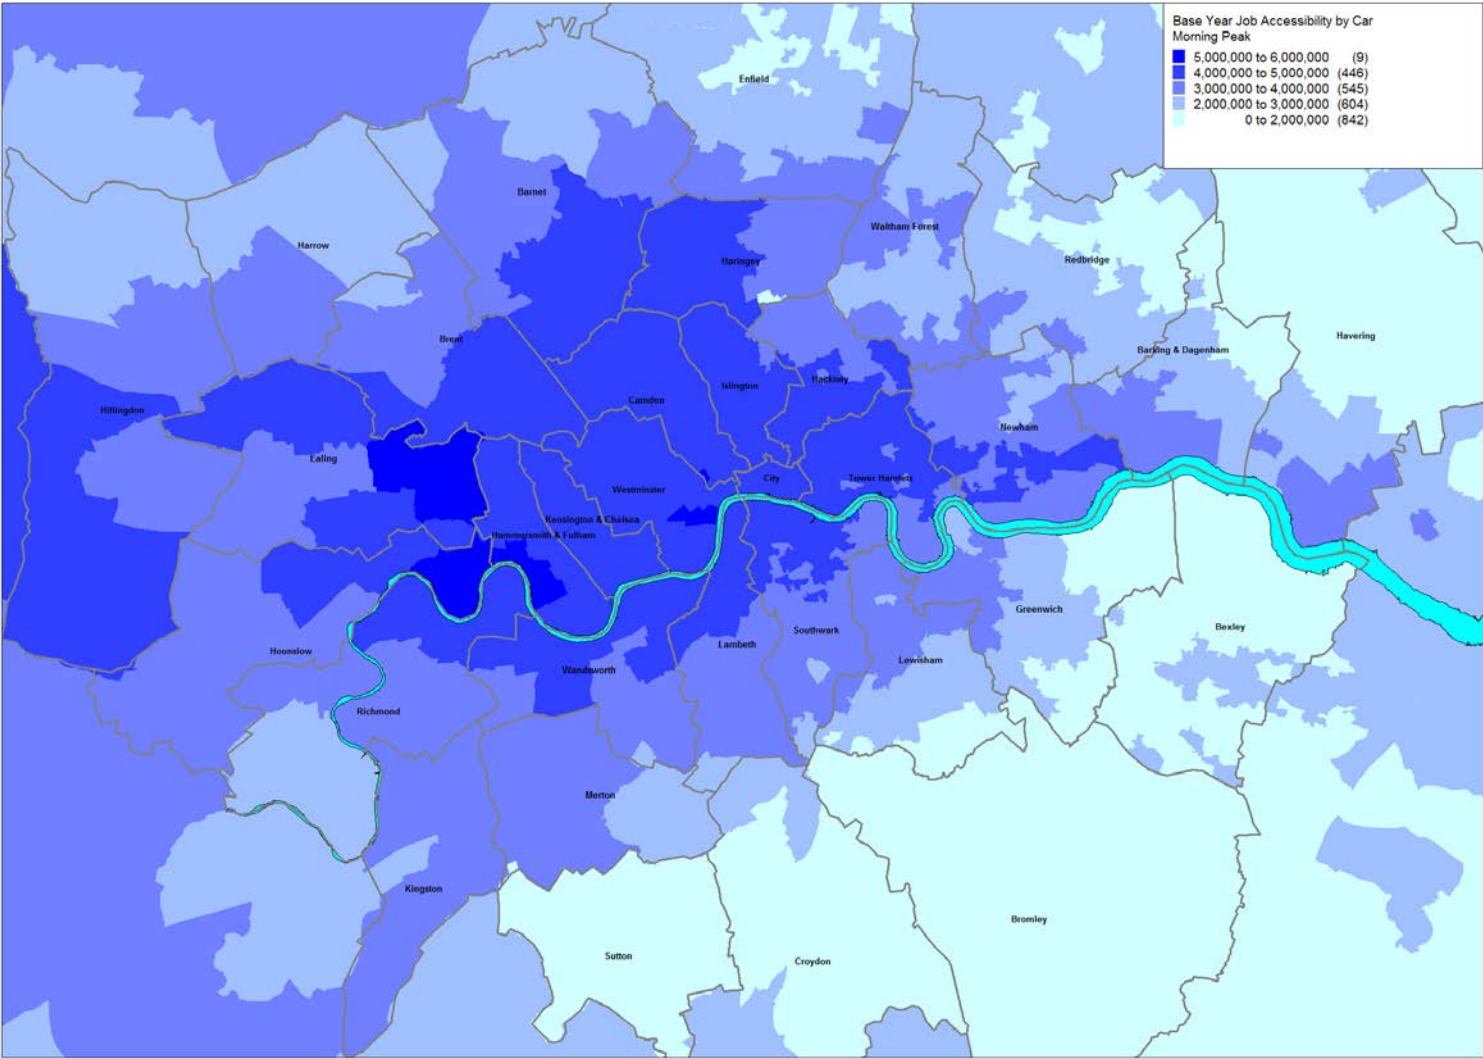 Base Year Job Accessibility by Car
Morning Peak
5,000,000 to 6,000,000 (9)
4,000,000 to 5,000,000 (446)
3,000,000 to 4,000,000 (545)
2,000,000 to 3,000,000 (604)
0 to 2,000,000 (842)
Enfield
Barnet
Waltham Forest
Harrow
Haringey
Redbridge
Brent
Havering
Barking & Dagenham
Hackney
Islington
Camden
Hillingdon
Newham
Ealing
City
Tower Hamlets
Westminster
Kensington & Chelsea
Hammersmith & Fulham
Greenwich
Bexley
Southwark
Lambeth
Hounslow
Lewisham
Wandsworth
Richmond
Merton
Kingston
Bromley
Sutton
Croydon